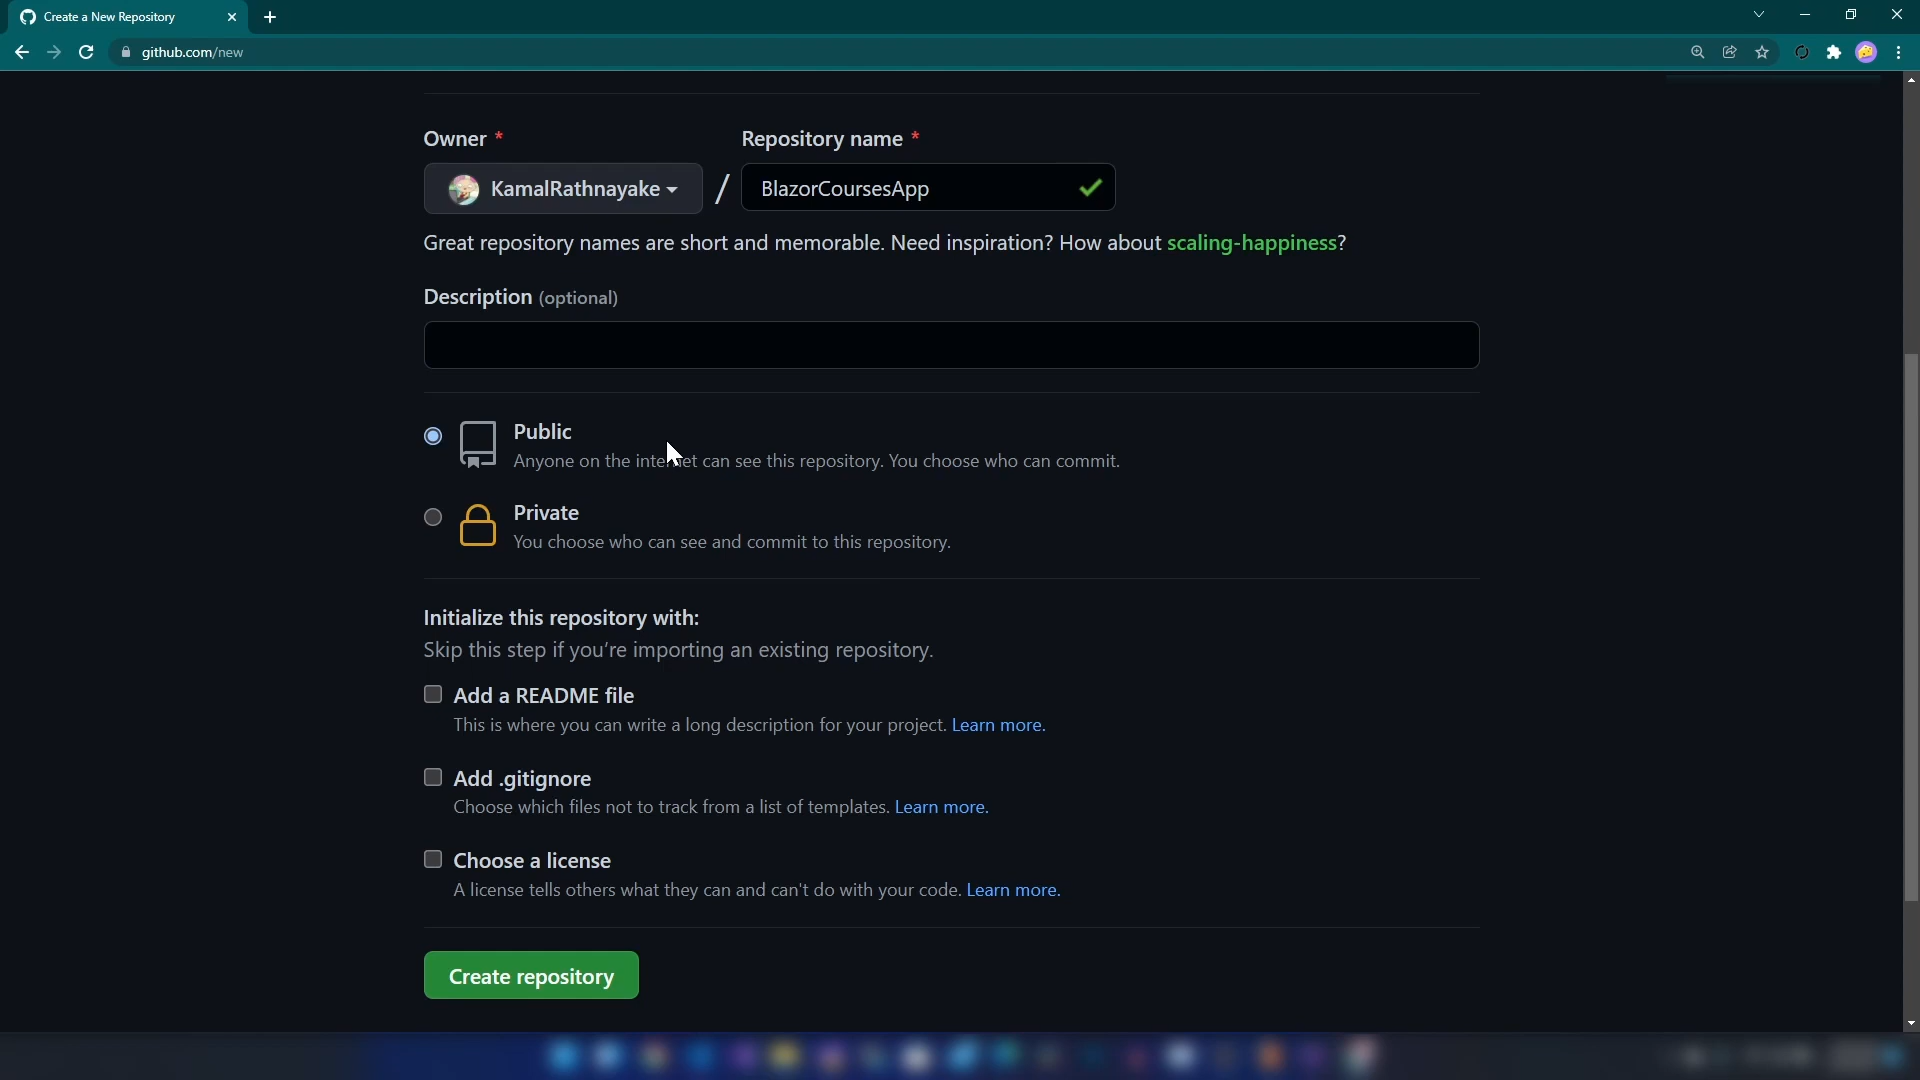 Create a New Repository
github.com/new
Owner * Repository name *
KamalRathnayake / BlazorCoursesApp
Great repository names are short and memorable. Need inspiration? How about scaling-happiness?
Description (optional)
Public
Anyone on the internet can see this repository. You choose who can commit.
Private
You choose who can see and commit to this repository.
Initialize this repository with:
Skip this step if you're importing an existing repository.
Add a README file
This is where you can write a long description for your project. Learn more.
Add .gitignore
Choose which files not to track from a list of templates. Learn more.
Choose a license
A license tells others what they can and can't do with your code. Learn more.
Create repository